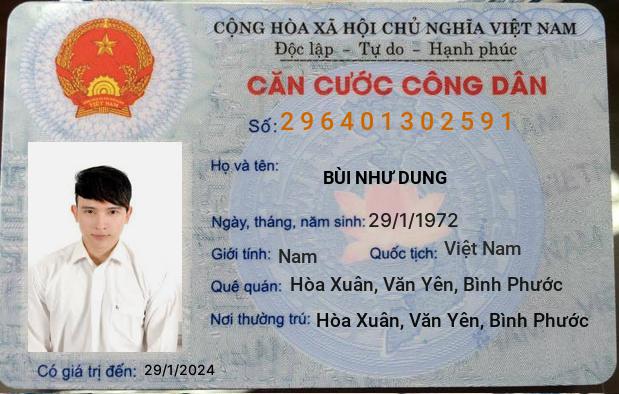 CỘNG HÒA XÃ HỘI CHỦ NGHĨA VIỆT NAM
Độc lập - Tự do - Hạnh phúc
CĂN CƯỚC CÔNG DÂN
Số: 296401302591
Họ và tên:
BÙI NHƯ DUNG
Ngày, tháng, năm sinh: 29/1/1972
Giới tính: Nam Quốc tịch: Việt Nam
Quê quán: Hòa Xuân, Văn Yên, Bình Phước
Nơi thường trú: Hòa Xuân, Văn Yên, Bình Phước
Có giá trị đến: 29/1/2024
VIỆT NAM